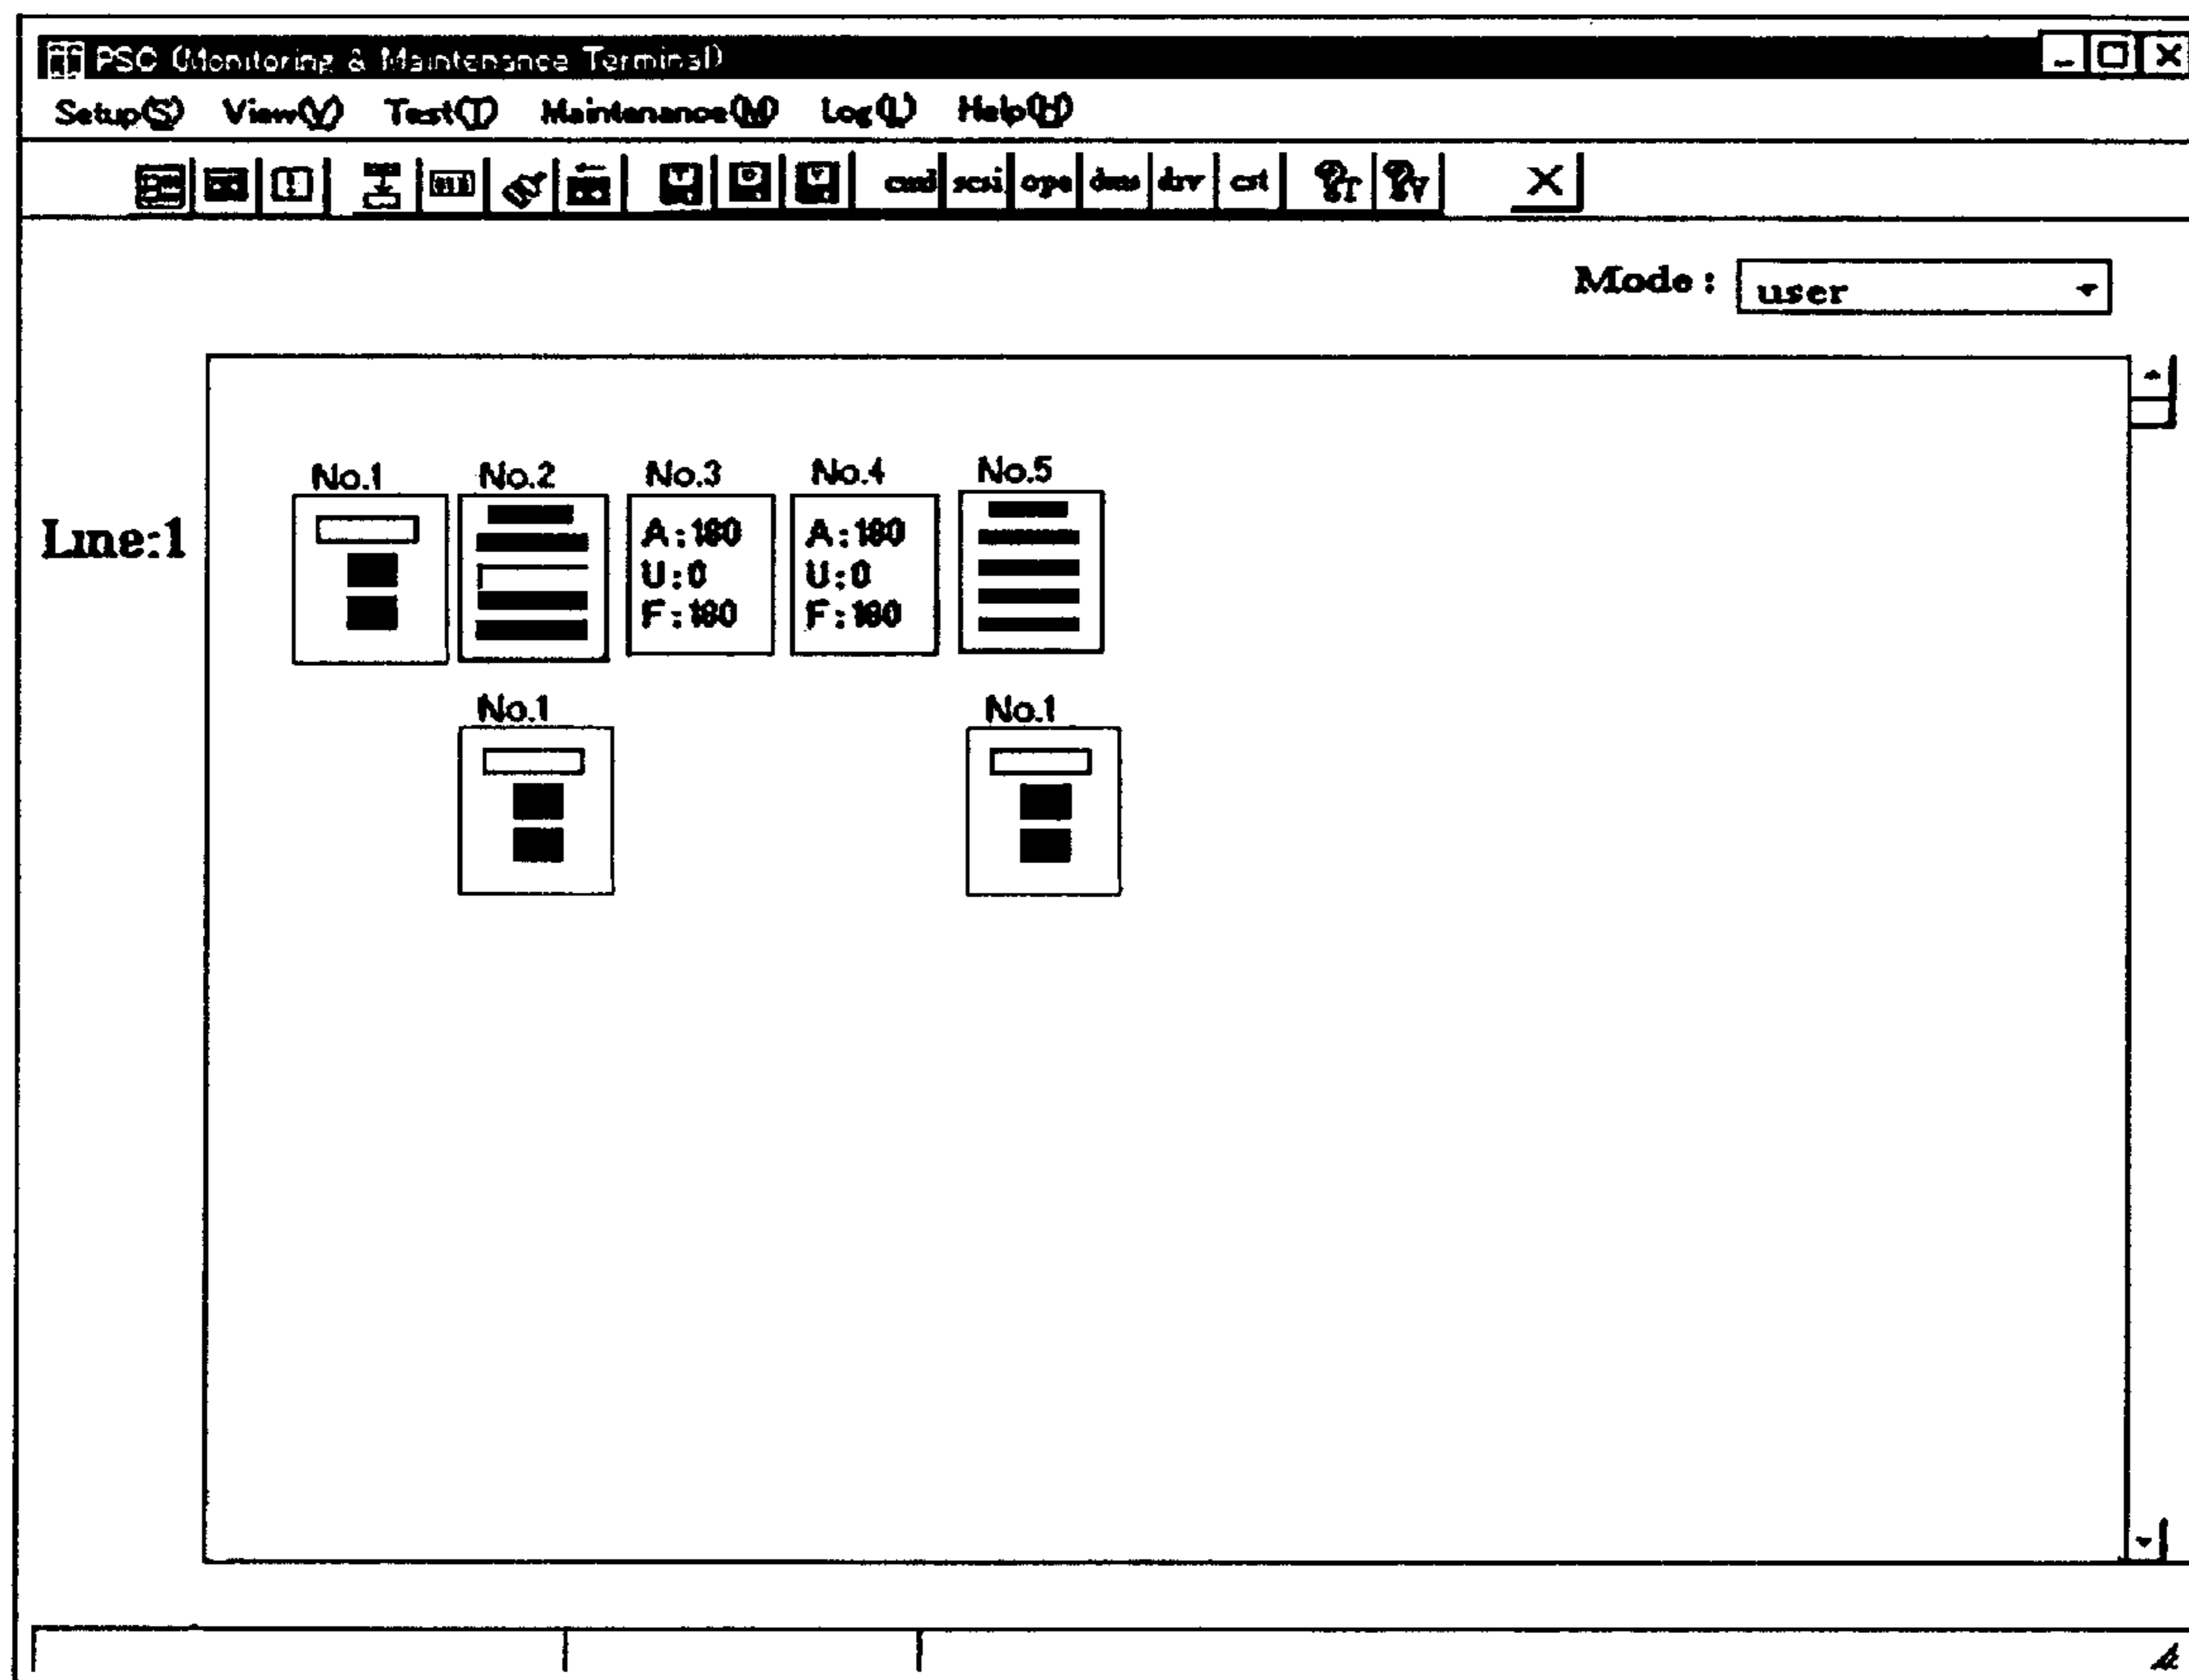 PSC (Monitoring & Maintenance Terminal)
Setup(S) View(V) Test(T) Maintenance(M) Log(L) Help(H)
cmd scsi ope dms drv cst T V
Mode : user
No.1 No.2 No.3 No.4 No.5
Line:1
A:180 A:180
U:0 U:0
F:180 F:180
No.1 No.1